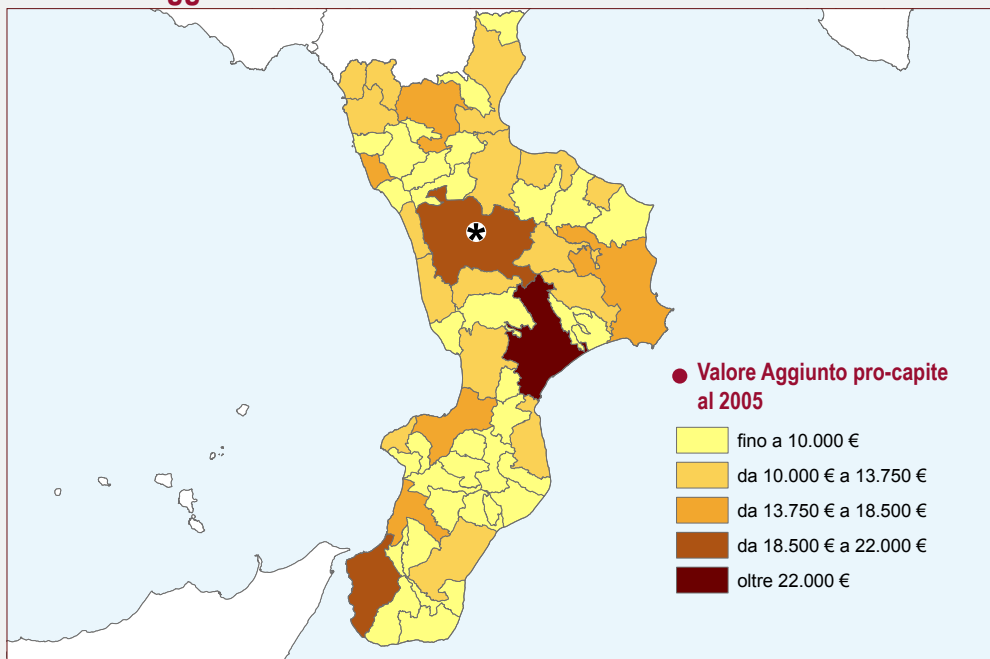 Valore Aggiunto pro-capite
al 2005
fino a 10.000 €
da 10.000 € a 13.750 €
da 13.750 € a 18.500 €
da 18.500 € a 22.000 €
oltre 22.000 €